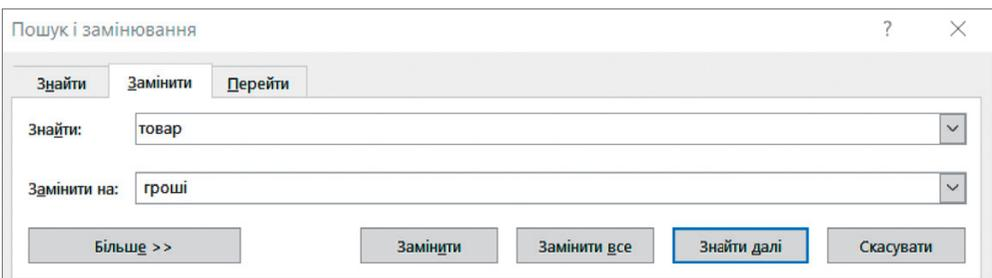 Пошук і замінювання ? ×
Знайти Замінити Перейти
Знайти: товар
Замінити на: гроші
Більше >> Замінити Замінити все Знайти далі Скасувати